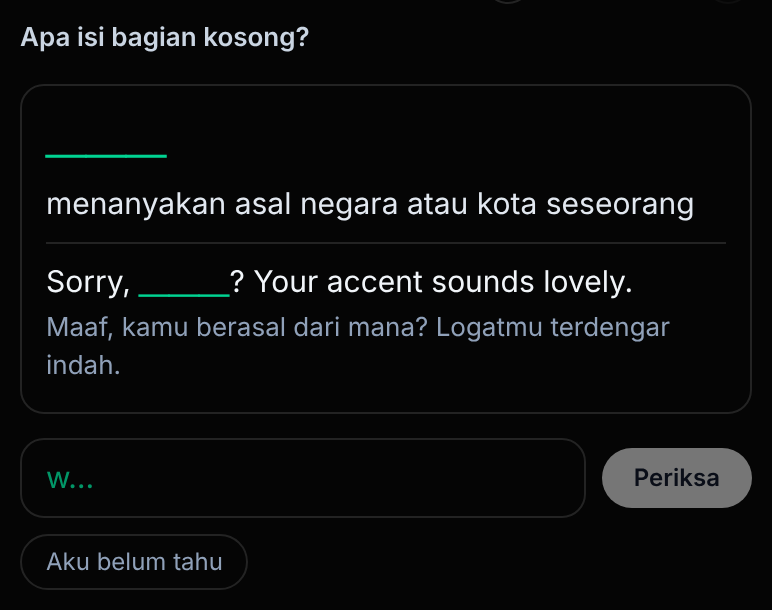 Apa isi bagian kosong?
______
menanyakan asal negara atau kota seseorang
Sorry, ______? Your accent sounds lovely.
Maaf, kamu berasal dari mana? Logatmu terdengar
indah.
w...
Periksa
Aku belum tahu